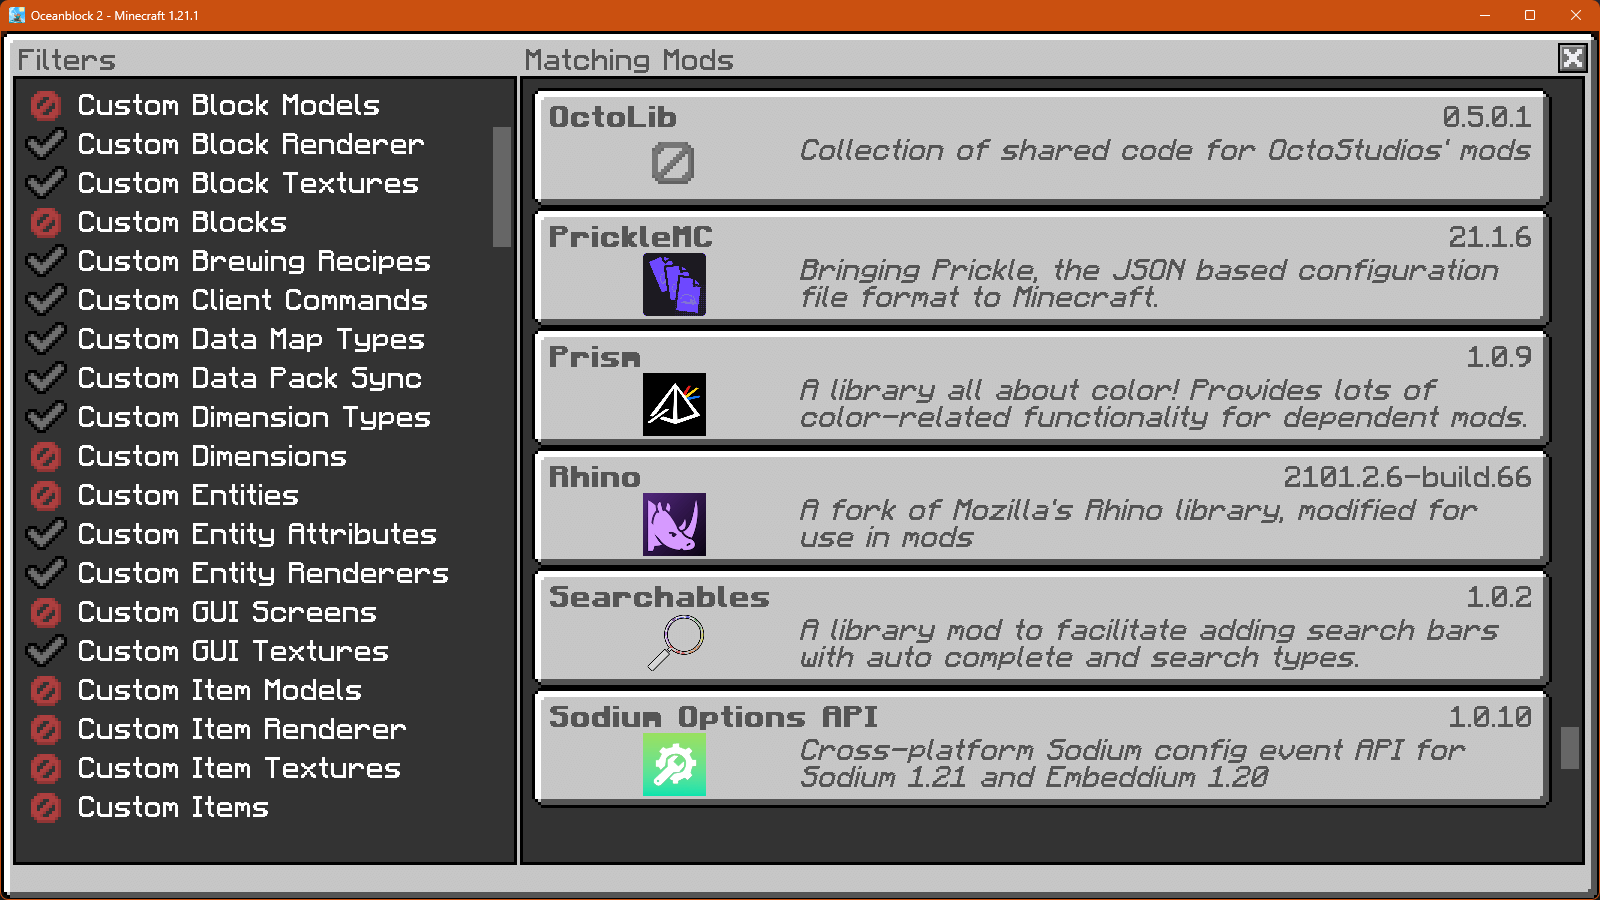 Oceanblock 2 - Minecraft 1.21.1
Filters
Custom Block Models
Custom Block Renderer
Custom Block Textures
Custom Blocks
Custom Brewing Recipes
Custom Client Commands
Custom Data Map Types
Custom Data Pack Sync
Custom Dimension Types
Custom Dimensions
Custom Entities
Custom Entity Attributes
Custom Entity Renderers
Custom GUI Screens
Custom GUI Textures
Custom Item Models
Custom Item Renderer
Custom Item Textures
Custom Items
Matching Mods
OctoLib 0.5.0.1
Collection of shared code for OctoStudios' mods
PrickleMC 21.1.6
Bringing Prickle, the JSON based configuration
file format to Minecraft.
Prism 1.0.9
A library all about color! Provides lots of
color-related functionality for dependent mods.
Rhino 2101.2.6-build.66
A fork of Mozilla's Rhino library, modified for
use in mods
Searchables 1.0.2
A library mod to facilitate adding search bars
with auto complete and search types.
Sodium Options API 1.0.10
Cross-platform Sodium config event API for
Sodium 1.21 and Embeddium 1.20